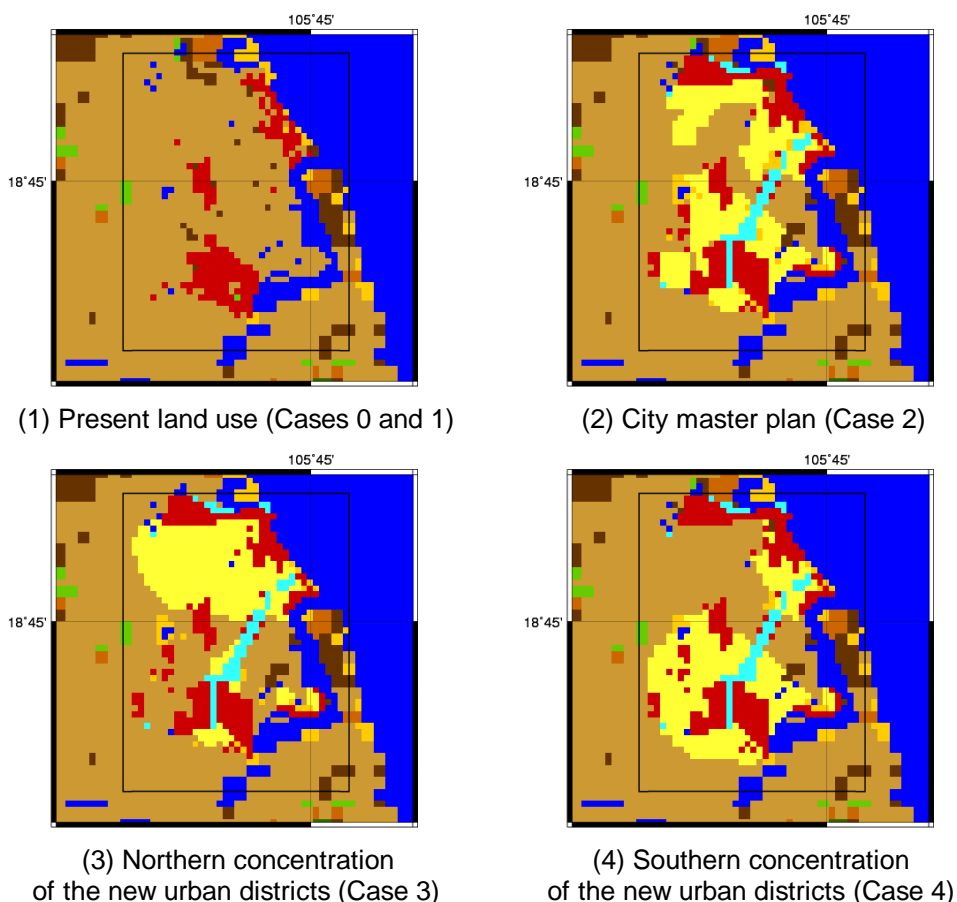 105°45'
105°45'
18°45'
18°45'
(1) Present land use (Cases 0 and 1)
(2) City master plan (Case 2)
105°45'
105°45'
18°45'
18°45'
(3) Northern concentration
of the new urban districts (Case 3)
(4) Southern concentration
of the new urban districts (Case 4)